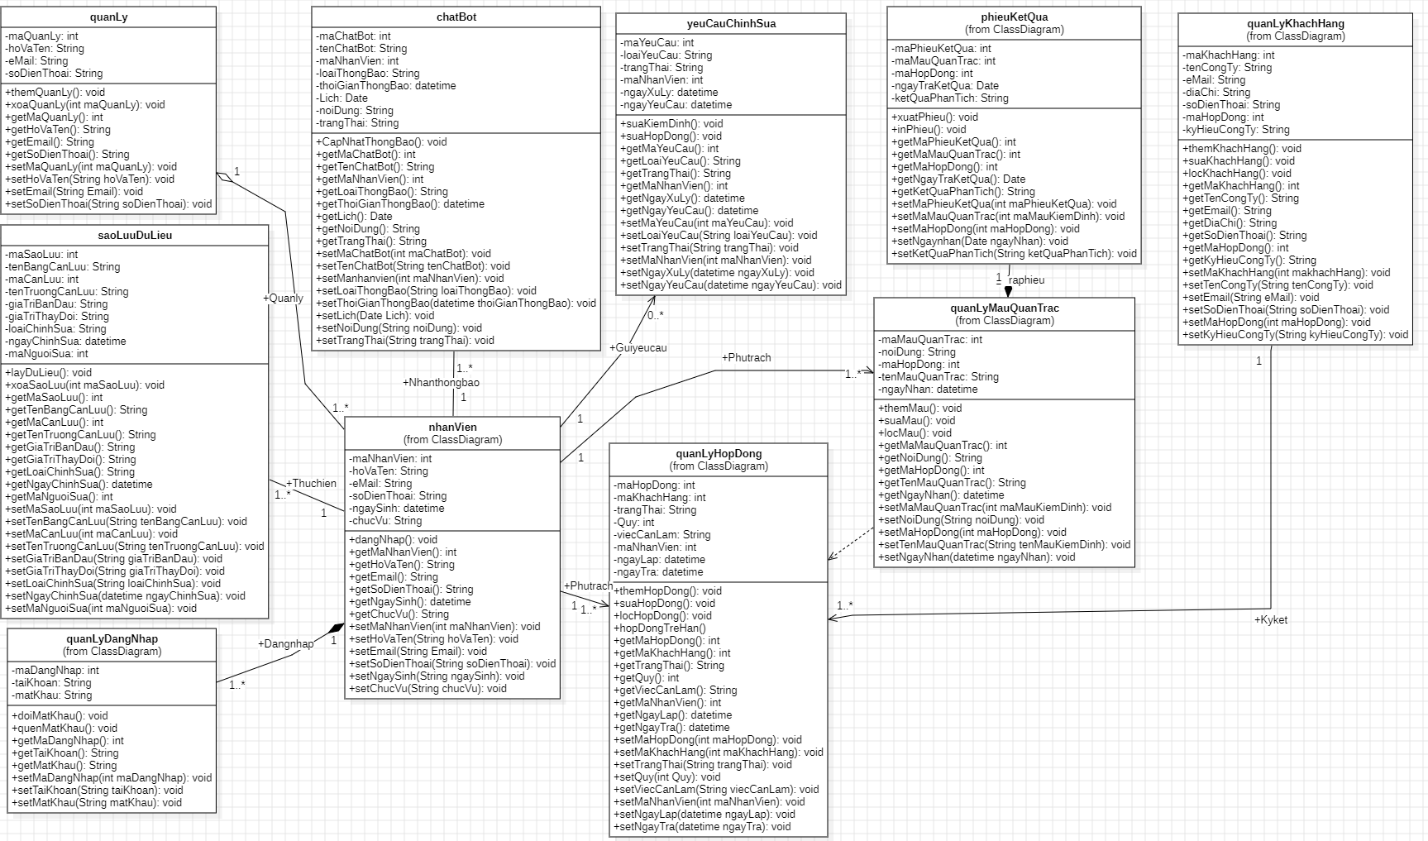 quanLy
-maQuanLy: int
-hoVaTen: String
-eMail: String
-soDienThoai: String
+themQuanLy(): void
+xoaQuanLy(int maQuanLy): void
+getMaQuanLy(): int
+getHoVaTen(): String
+getEmail(): String
+getSoDienThoai(): String
+setMaQuanLy(int maQuanLy): void
+setHoVaTen(String hoVaTen): void
+setEmail(String Email): void
+setSoDienThoai(String soDienThoai): void
chatBot
-maChatBot: int
-tenChatBot: String
-maNhanVien: int
-loaiThongBao: String
-thoiGianThongBao: datetime
-Lich: Date
-noiDung: String
-trangThai: String
+CapNhatThongBao(): void
+getMaChatBot(): int
+getTenChatBot(): String
+getMaNhanVien(): int
+getLoaiThongBao(): String
+getThoiGianThongBao(): datetime
+getLich(): Date
+getNoiDung(): String
+getTrangThai(): String
+setMaChatBot(int maChatBot): void
+setTenChatBot(String tenChatBot): void
+setManhanvien(int maNhanVien): void
+setLoaiThongBao(String loaiThongBao): void
+setThoiGianThongBao(datetime thoiGianThongBao): void
+setLich(Date Lich): void
+setNoiDung(String noiDung): void
+setTrangThai(String trangThai): void
yeuCauChinhSua
-maYeuCau: int
-loaiYeuCau: String
-trangThai: String
-maNhanVien: int
-ngayXuLy: datetime
-ngayYeuCau: datetime
+suaKiemDinh(): void
+suaHopDong(): void
+getMaYeuCau(): int
+getLoaiYeuCau(): String
+getTrangThai(): String
+getMaNhanVien(): int
+getNgayXuLy(): datetime
+getNgayYeuCau(): datetime
+setMaYeuCau(int maYeuCau): void
+setLoaiYeuCau(String loaiYeuCau): void
+setTrangThai(String trangThai): void
+setMaNhanVien(int maNhanVien): void
+setNgayXuLy(datetime ngayXuLy): void
+setNgayYeuCau(datetime ngayYeuCau): void
phieuKetQua
(from ClassDiagram)
-maPhieuKetQua: int
-maMauQuanTrac: int
-maHopDong: int
-ngayTraKetQua: Date
-ketQuaPhanTich: String
+xuatPhieu(): void
+inPhieu(): void
+getMaPhieuKetQua(): int
+getMaMauQuanTrac(): int
+getMaHopDong(): int
+getNgayTraKetQua(): Date
+getKetQuaPhanTich(): String
+setMaPhieuKetQua(int maPhieuKetQua): void
+setMaMauQuanTrac(int maMauKiemDinh): void
+setMaHopDong(int maHopDong): void
+setNgaynhan(Date ngayNhan): void
+setKetQuaPhanTich(String ketQuaPhanTich): void
quanLyKhachHang
(from ClassDiagram)
-maKhachHang: int
-tenCongTy: String
-eMail: String
-diaChi: String
-soDienThoai: String
-maHopDong: int
-kyHieuCongTy: String
+themKhachHang(): void
+suaKhachHang(): void
+locKhachHang(): void
+getMaKhachHang(): int
+getTenCongTy(): String
+getEmail(): String
+getDiaChi(): String
+getSoDienThoai(): String
+getMaHopDong(): int
+getKyHieuCongTy(): String
+setMaKhachHang(int makhachHang): void
+setTenCongTy(String tenCongTy): void
+setEmail(String eMail): void
+setSoDienThoai(String soDienThoai): void
+setMaHopDong(int maHopDong): void
+setKyHieuCongTy(String kyHieuCongTy): void
1
+Quanly
1..*
1..*
+Nhanthongbao
1
0..*
+Guiyeucau
1
+Phutrach
1..*
1
1
raphieu
1
saoLuuDuLieu
-maSaoLuu: int
-tenBangCanLuu: String
-maCanLuu: int
-tenTruongCanLuu: String
-giaTriBanDau: String
-giaTriThayDoi: String
-loaiChinhSua: String
-ngayChinhSua: datetime
-maNguoiSua: int
+layDuLieu(): void
+xoaSaoLuu(int maSaoLuu): void
+getMaSaoLuu(): int
+getTenBangCanLuu(): String
+getMaCanLuu(): int
+getTenTruongCanLuu(): String
+getGiaTriBanDau(): String
+getGiaTriThayDoi(): String
+getLoaiChinhSua(): String
+getNgayChinhSua(): datetime
+getMaNguoiSua(): int
+setMaSaoLuu(int maSaoLuu): void
+setTenBangCanLuu(String tenBangCanLuu): void
+setMaCanLuu(int maCanLuu): void
+setTenTruongCanLuu(String tenTruongCanLuu): void
+setGiaTriBanDau(String giaTriBanDau): void
+setGiaTriThayDoi(String giaTriThayDoi): void
+setLoaiChinhSua(String loaiChinhSua): void
+setNgayChinhSua(datetime ngayChinhSua): void
+setMaNguoiSua(int maNguoiSua): void
+Thuchien
1..*
1
nhanVien
(from ClassDiagram)
-maNhanVien: int
-hoVaTen: String
-eMail: String
-soDienThoai: String
-ngaySinh: datetime
-chucVu: String
+dangNhap(): void
+getMaNhanVien(): int
+getHoVaTen(): String
+getEmail(): String
+getSoDienThoai(): String
+getNgaySinh(): datetime
+getChucVu(): String
+setMaNhanVien(int maNhanVien): void
+setHoVaTen(String hoVaTen): void
+setEmail(String Email): void
+setSoDienThoai(String soDienThoai): void
+setNgaySinh(String ngaySinh): void
+setChucVu(String chucVu): void
+Phutrach
1
1..*
quanLyHopDong
(from ClassDiagram)
-maHopDong: int
-maKhachHang: int
-trangThai: String
-Quy: int
-viecCanLam: String
-maNhanVien: int
-ngayLap: datetime
-ngayTra: datetime
+themHopDong(): void
+suaHopDong(): void
+locHopDong(): void
+hopDongTreHan()
+getMaHopDong(): int
+getMaKhachHang(): int
+getTrangThai(): String
+getQuy(): int
+getViecCanLam(): String
+getMaNhanVien(): int
+getNgayLap(): datetime
+getNgayTra(): datetime
+setMaHopDong(int maHopDong): void
+setMaKhachHang(int maKhachHang): void
+setTrangThai(String trangThai): void
+setQuy(int Quy): void
+setViecCanLam(String viecCanLam): void
+setMaNhanVien(int maNhanVien): void
+setNgayLap(datetime ngayLap): void
+setNgayTra(datetime ngayTra): void
quanLyMauQuanTrac
(from ClassDiagram)
-maMauQuanTrac: int
-noiDung: String
-maHopDong: int
-tenMauQuanTrac: String
-ngayNhan: datetime
+themMau(): void
+suaMau(): void
+locMau(): void
+getMaMauQuanTrac(): int
+getNoiDung(): String
+getMaHopDong(): int
+getTenMauQuanTrac(): String
+getNgayNhan(): datetime
+setMaMauQuanTrac(int maMauKiemDinh): void
+setNoiDung(String noiDung): void
+setMaHopDong(int maHopDong): void
+setTenMauQuanTrac(String tenMauKiemDinh): void
+setNgayNhan(datetime ngayNhan): void
1..*
+Kyket
quanLyDangNhap
(from ClassDiagram)
-maDangNhap: int
-taiKhoan: String
-matKhau: String
+doiMatKhau(): void
+quenMatKhau(): void
+getMaDangNhap(): int
+getTaiKhoan(): String
+getMatKhau(): String
+setMaDangNhap(int maDangNhap): void
+setTaiKhoan(String taiKhoan): void
+setMatKhau(String matKhau): void
+Dangnhap
1
1..*